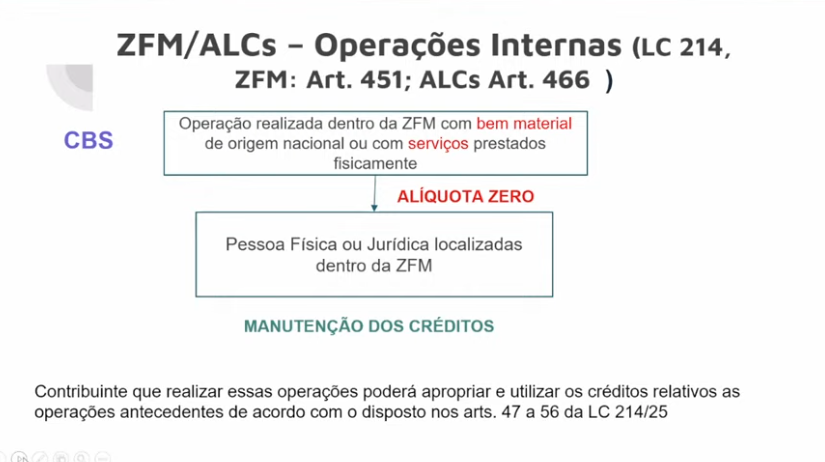 ZFM/ALCs – Operações Internas (LC 214,
ZFM: Art. 451; ALCs Art. 466 )
CBS
Operação realizada dentro da ZFM com bem material
de origem nacional ou com serviços prestados
fisicamente
ALÍQUOTA ZERO
Pessoa Física ou Jurídica localizadas
dentro da ZFM
MANUTENÇÃO DOS CRÉDITOS
Contribuinte que realizar essas operações poderá apropriar e utilizar os créditos relativos as
operações antecedentes de acordo com o disposto nos arts. 47 a 56 da LC 214/25